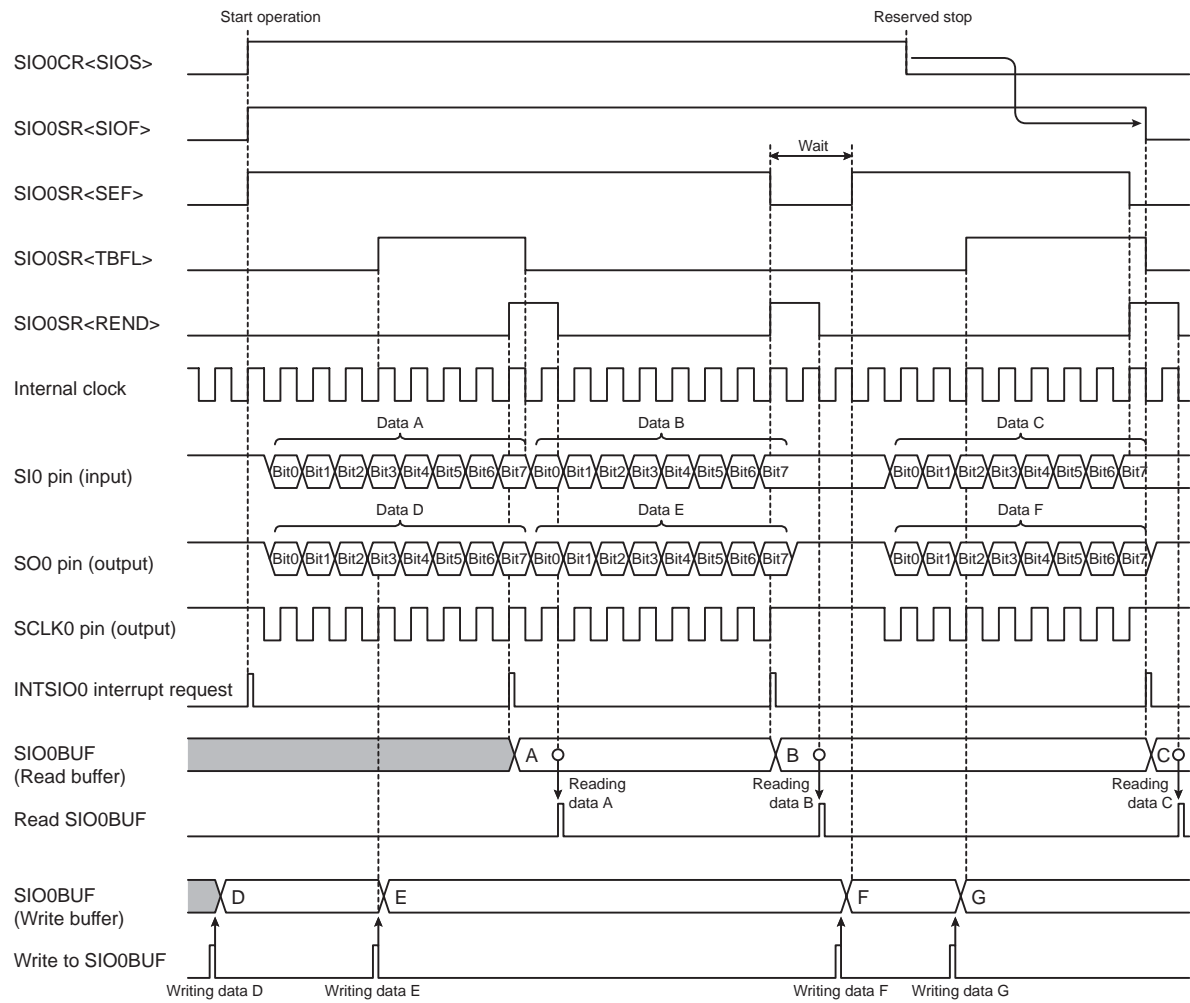 Start operation
Reserved stop
SIO0CR<SIOS>
SIO0SR<SIOF>
Wait
SIO0SR<SEF>
SIO0SR<TBFL>
SIO0SR<REND>
Internal clock
Data A
Data B
Data C
SI0 pin (input)
Bit0 Bit1 Bit2 Bit3 Bit4 Bit5 Bit6 Bit7 Bit0 Bit1 Bit2 Bit3 Bit4 Bit5 Bit6 Bit7 Bit0 Bit1 Bit2 Bit3 Bit4 Bit5 Bit6 Bit7
Data D
Data E
Data F
SO0 pin (output)
Bit0 Bit1 Bit2 Bit3 Bit4 Bit5 Bit6 Bit7 Bit0 Bit1 Bit2 Bit3 Bit4 Bit5 Bit6 Bit7 Bit0 Bit1 Bit2 Bit3 Bit4 Bit5 Bit6 Bit7
SCLK0 pin (output)
INTSIO0 interrupt request
SIO0BUF
(Read buffer)
A
B
C
Reading
data A
Reading
data B
Reading
data C
Read SIO0BUF
SIO0BUF
(Write buffer)
D
E
F
G
Write to SIO0BUF
Writing data D
Writing data E
Writing data F
Writing data G